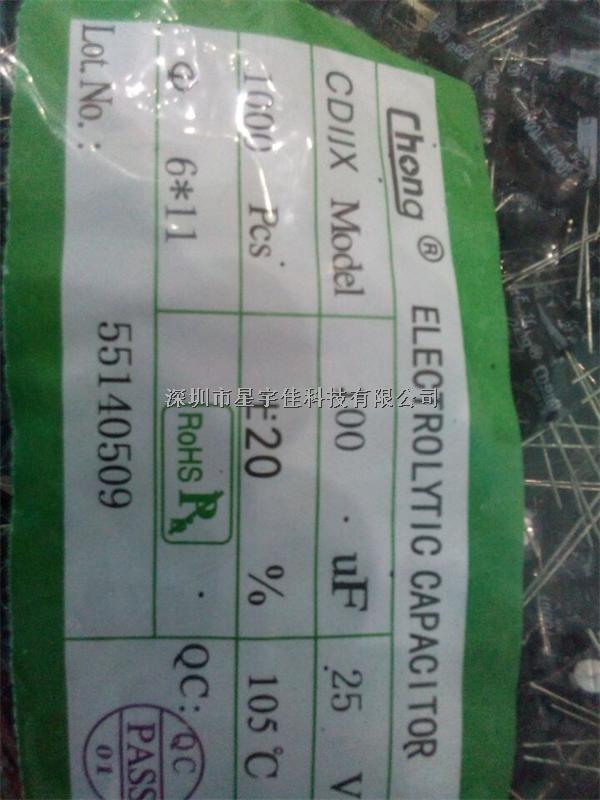 Chong® ELECTROLYTIC CAPACITOR
CD11X Model 100 uF 25 V
1000 Pcs ±20 % 105℃
Φ 6*11 RoHS QC:
Lot.No.: 55140509
QC
PASS
01
深圳市星宇佳科技有限公司